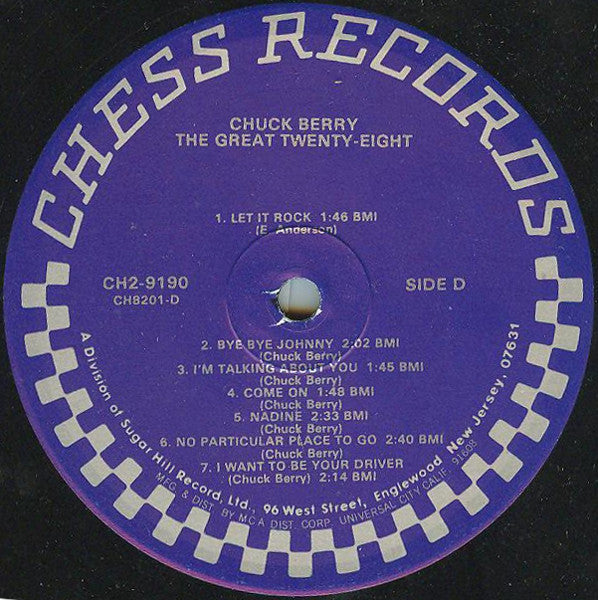 CHESS RECORDS
CHUCK BERRY
THE GREAT TWENTY-EIGHT
1. LET IT ROCK 1:46 BMI
(E. Anderson)
CH2-9190
CH8201-D
SIDE D
2. BYE BYE JOHNNY 2:02 BMI
(Chuck Berry)
3. I'M TALKING ABOUT YOU 1:45 BMI
(Chuck Berry)
4. COME ON 1:48 BMI
(Chuck Berry)
5. NADINE 2:33 BMI
(Chuck Berry)
6. NO PARTICULAR PLACE TO GO 2:40 BMI
(Chuck Berry)
7. I WANT TO BE YOUR DRIVER
(Chuck Berry) 2:14 BMI
A Division of Sugar Hill Record, Ltd., 96 West Street, Englewood New Jersey, 07631
MFG. & DIST. BY MCA DIST. CORP. UNIVERSAL CITY CALIF. 91608